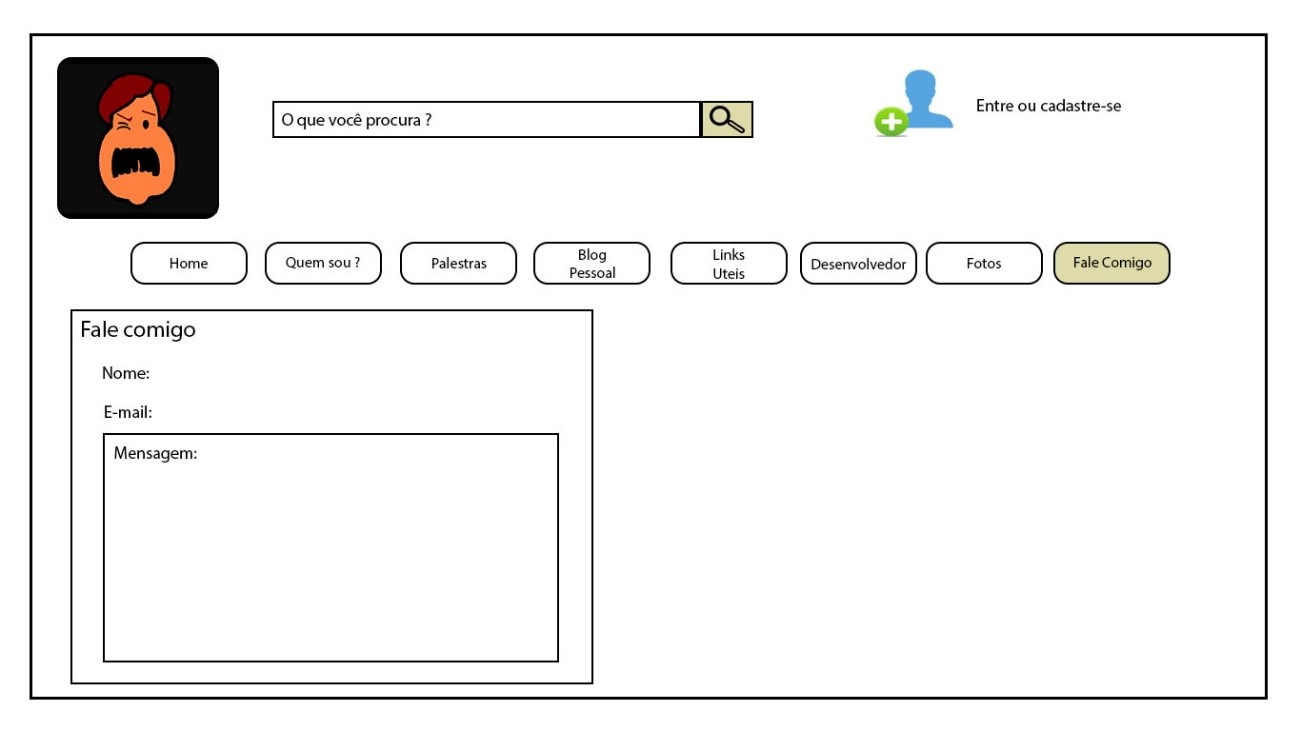 O que você procura ?
Entre ou cadastre-se
Home
Quem sou ?
Palestras
Blog
Pessoal
Links
Uteis
Desenvolvedor
Fotos
Fale Comigo
Fale comigo
Nome:
E-mail:
Mensagem: